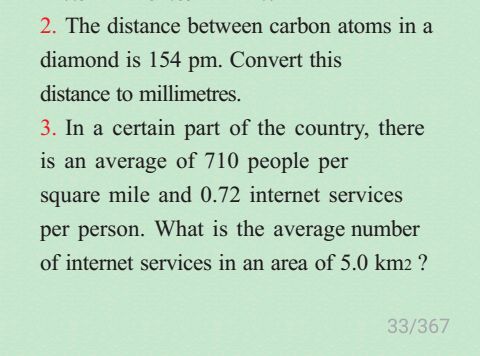 2. The distance between carbon atoms in a
diamond is 154 pm. Convert this
distance to millimetres.
3. In a certain part of the country, there
is an average of 710 people per
square mile and 0.72 internet services
per person. What is the average number
of internet services in an area of 5.0 km2 ?
33/367